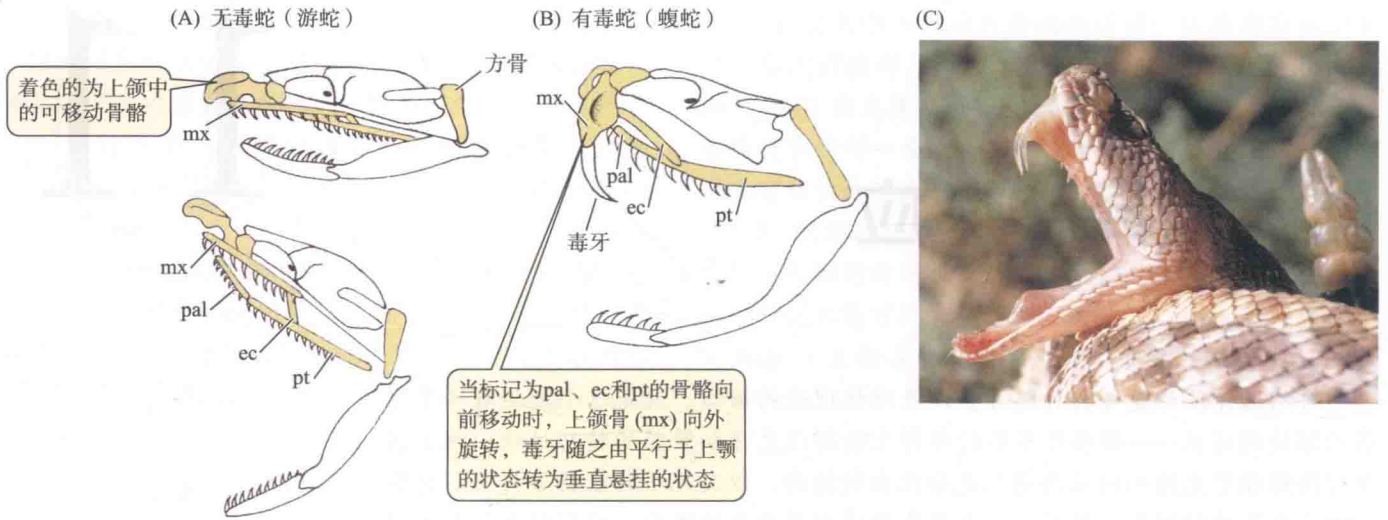 (A) 无毒蛇（游蛇）
着色的为上颌中
的可移动骨骼
方骨
mx
mx
pal
ec
pt
(B) 有毒蛇（蝮蛇）
mx
pal
ec
pt
毒牙
当标记为pal、ec和pt的骨骼向
前移动时，上颌骨 (mx) 向外
旋转，毒牙随之由平行于上颚
的状态转为垂直悬挂的状态
(C)